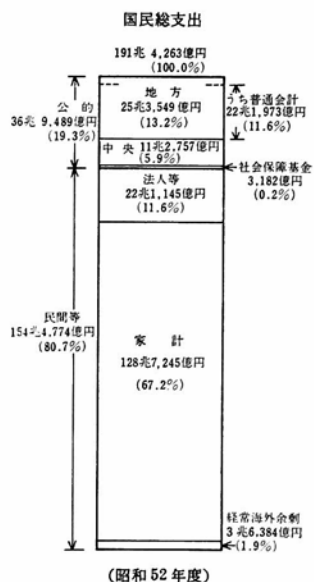 国民総支出
191兆 4,263億円
(100.0%)
公的
36兆 9,489億円
(19.3%)
地方
25兆3,549億円
(13.2%)
うち普通会計
22兆1,973億円
(11.6%)
中央 11兆2,757億円
(5.9%)
社会保障基金
3,182億円
(0.2%)
法人等
22兆1,145億円
(11.6%)
民間等
154兆4,774億円
(80.7%)
家計
128兆7,245億円
(67.2%)
経常海外余剰
3兆6,384億円
(1.9%)
(昭和52年度)